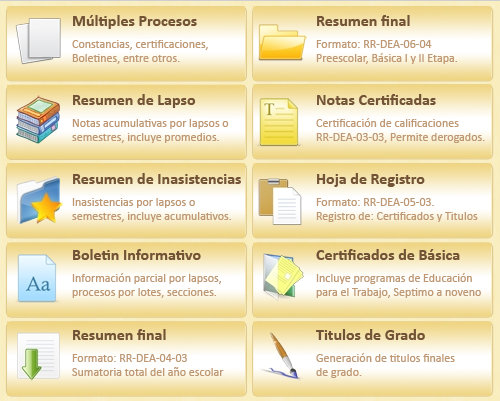 Múltiples Procesos
Constancias, certificaciones,
Boletines, entre otros.
Resumen final
Formato: RR-DEA-06-04
Preescolar, Básica I y II Etapa.
Resumen de Lapso
Notas acumulativas por lapsos o
semestres, incluye promedios.
Notas Certificadas
Certificación de calificaciones
RR-DEA-03-03, Permite derogados.
Resumen de Inasistencias
Inasistencias por lapsos o
semestres, incluye acumulativos.
Hoja de Registro
Formato: RR-DEA-05-03.
Registro de: Certificados y Titulos
Boletin Informativo
Información parcial por lapsos,
procesos por lotes, secciones.
Aa
Certificados de Básica
Incluye programas de Educación
para el Trabajo, Septimo a noveno
Resumen final
Formato: RR-DEA-04-03
Sumatoria total del año escolar
Titulos de Grado
Generación de titulos finales
de grado.